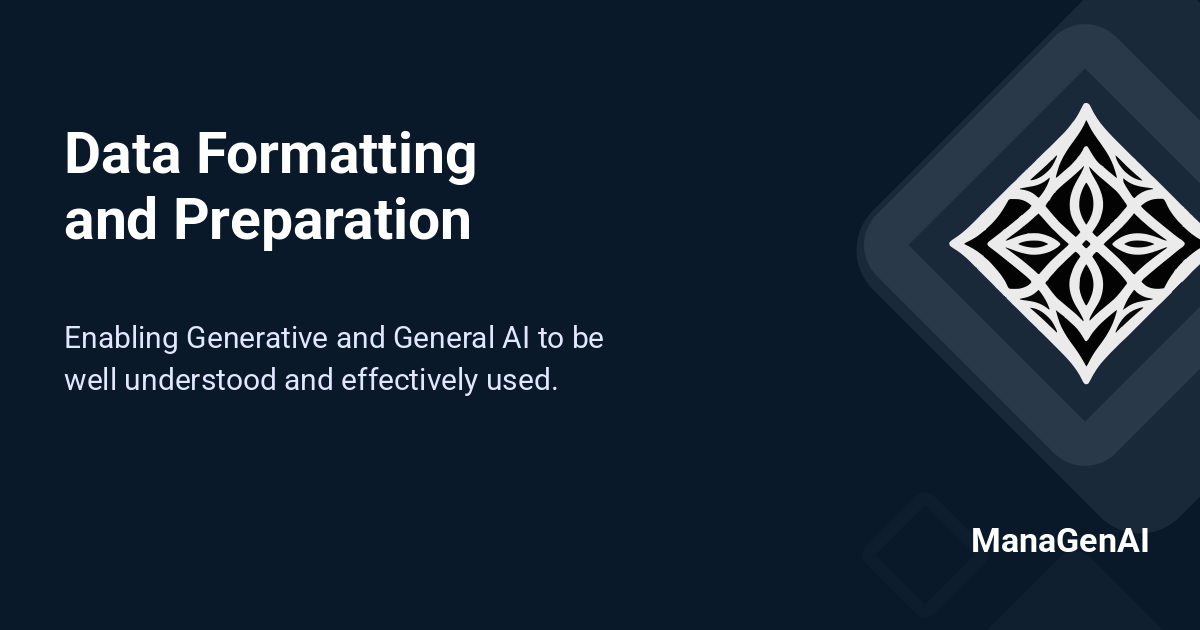 Data Formatting
and Preparation
Enabling Generative and General AI to be
well understood and effectively used.
ManaGenAI